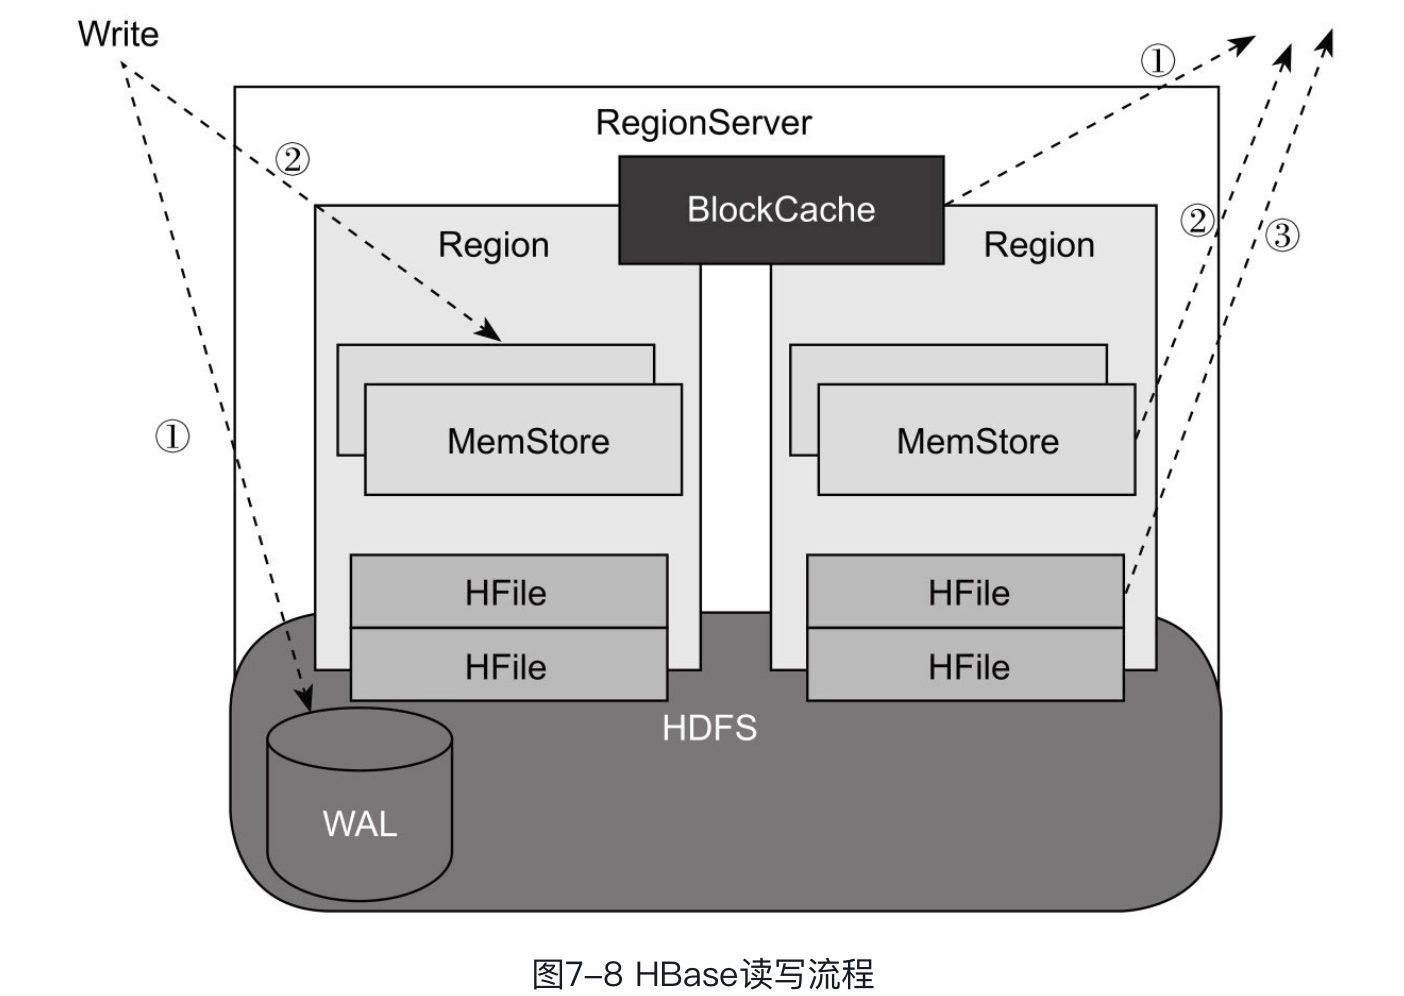 Write
①
RegionServer
②
BlockCache
Region
Region
②
③
MemStore
MemStore
①
HFile
HFile
HFile
HFile
HDFS
WAL
图7–8 HBase读写流程